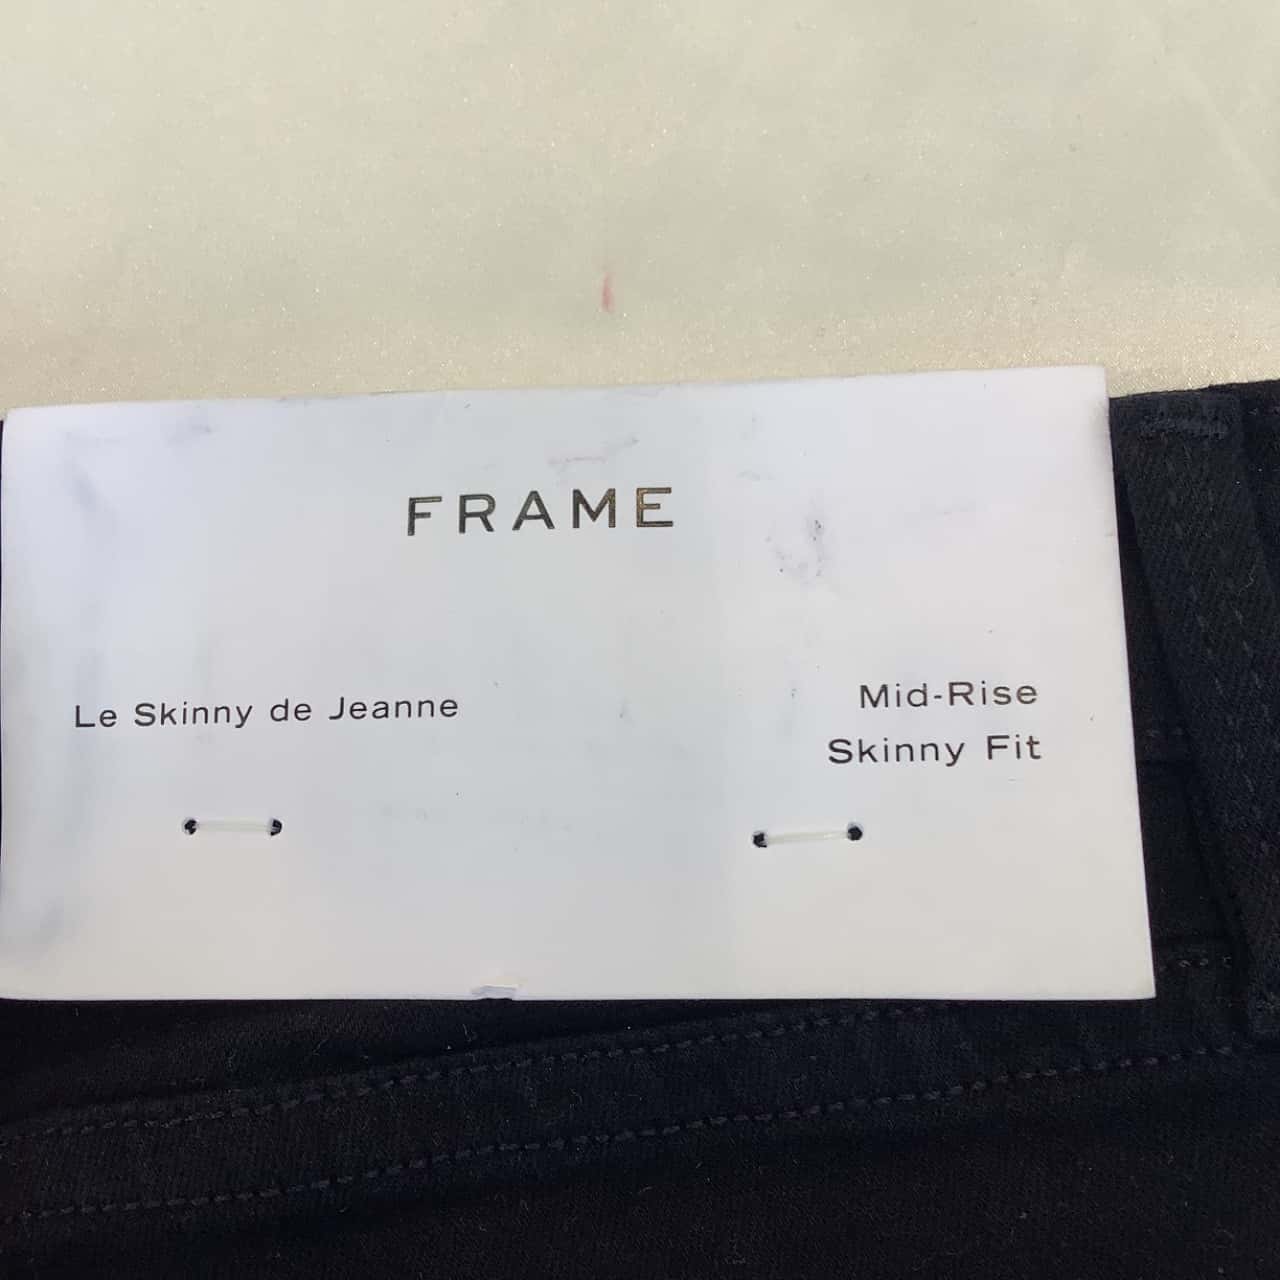 FRAME
Le Skinny de Jeanne
Mid-Rise
Skinny Fit